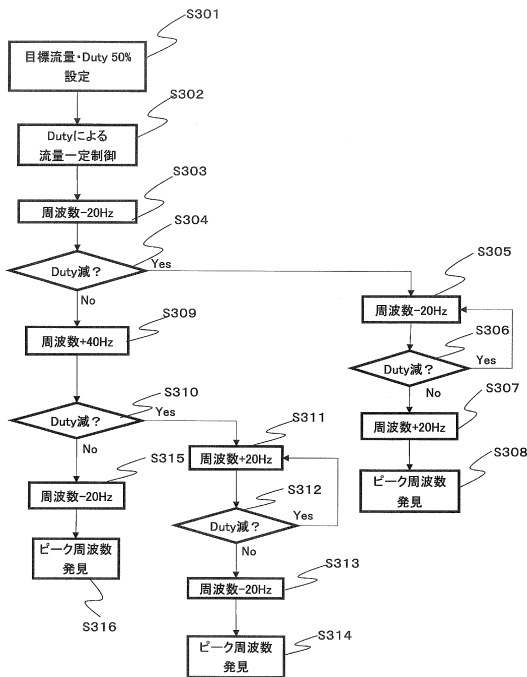 S301
目標流量・Duty 50%
設定
S302
Dutyによる
流量一定制御
S303
周波数−20Hz
S304
Duty減？
Yes
No
S305
周波数−20Hz
S306
Duty減？
Yes
No
S307
周波数+20Hz
S308
ピーク周波数
発見
S309
周波数+40Hz
S310
Duty減？
Yes
No
S311
周波数+20Hz
S312
Duty減？
Yes
No
S313
周波数−20Hz
S314
ピーク周波数
発見
S315
周波数−20Hz
ピーク周波数
発見
S316